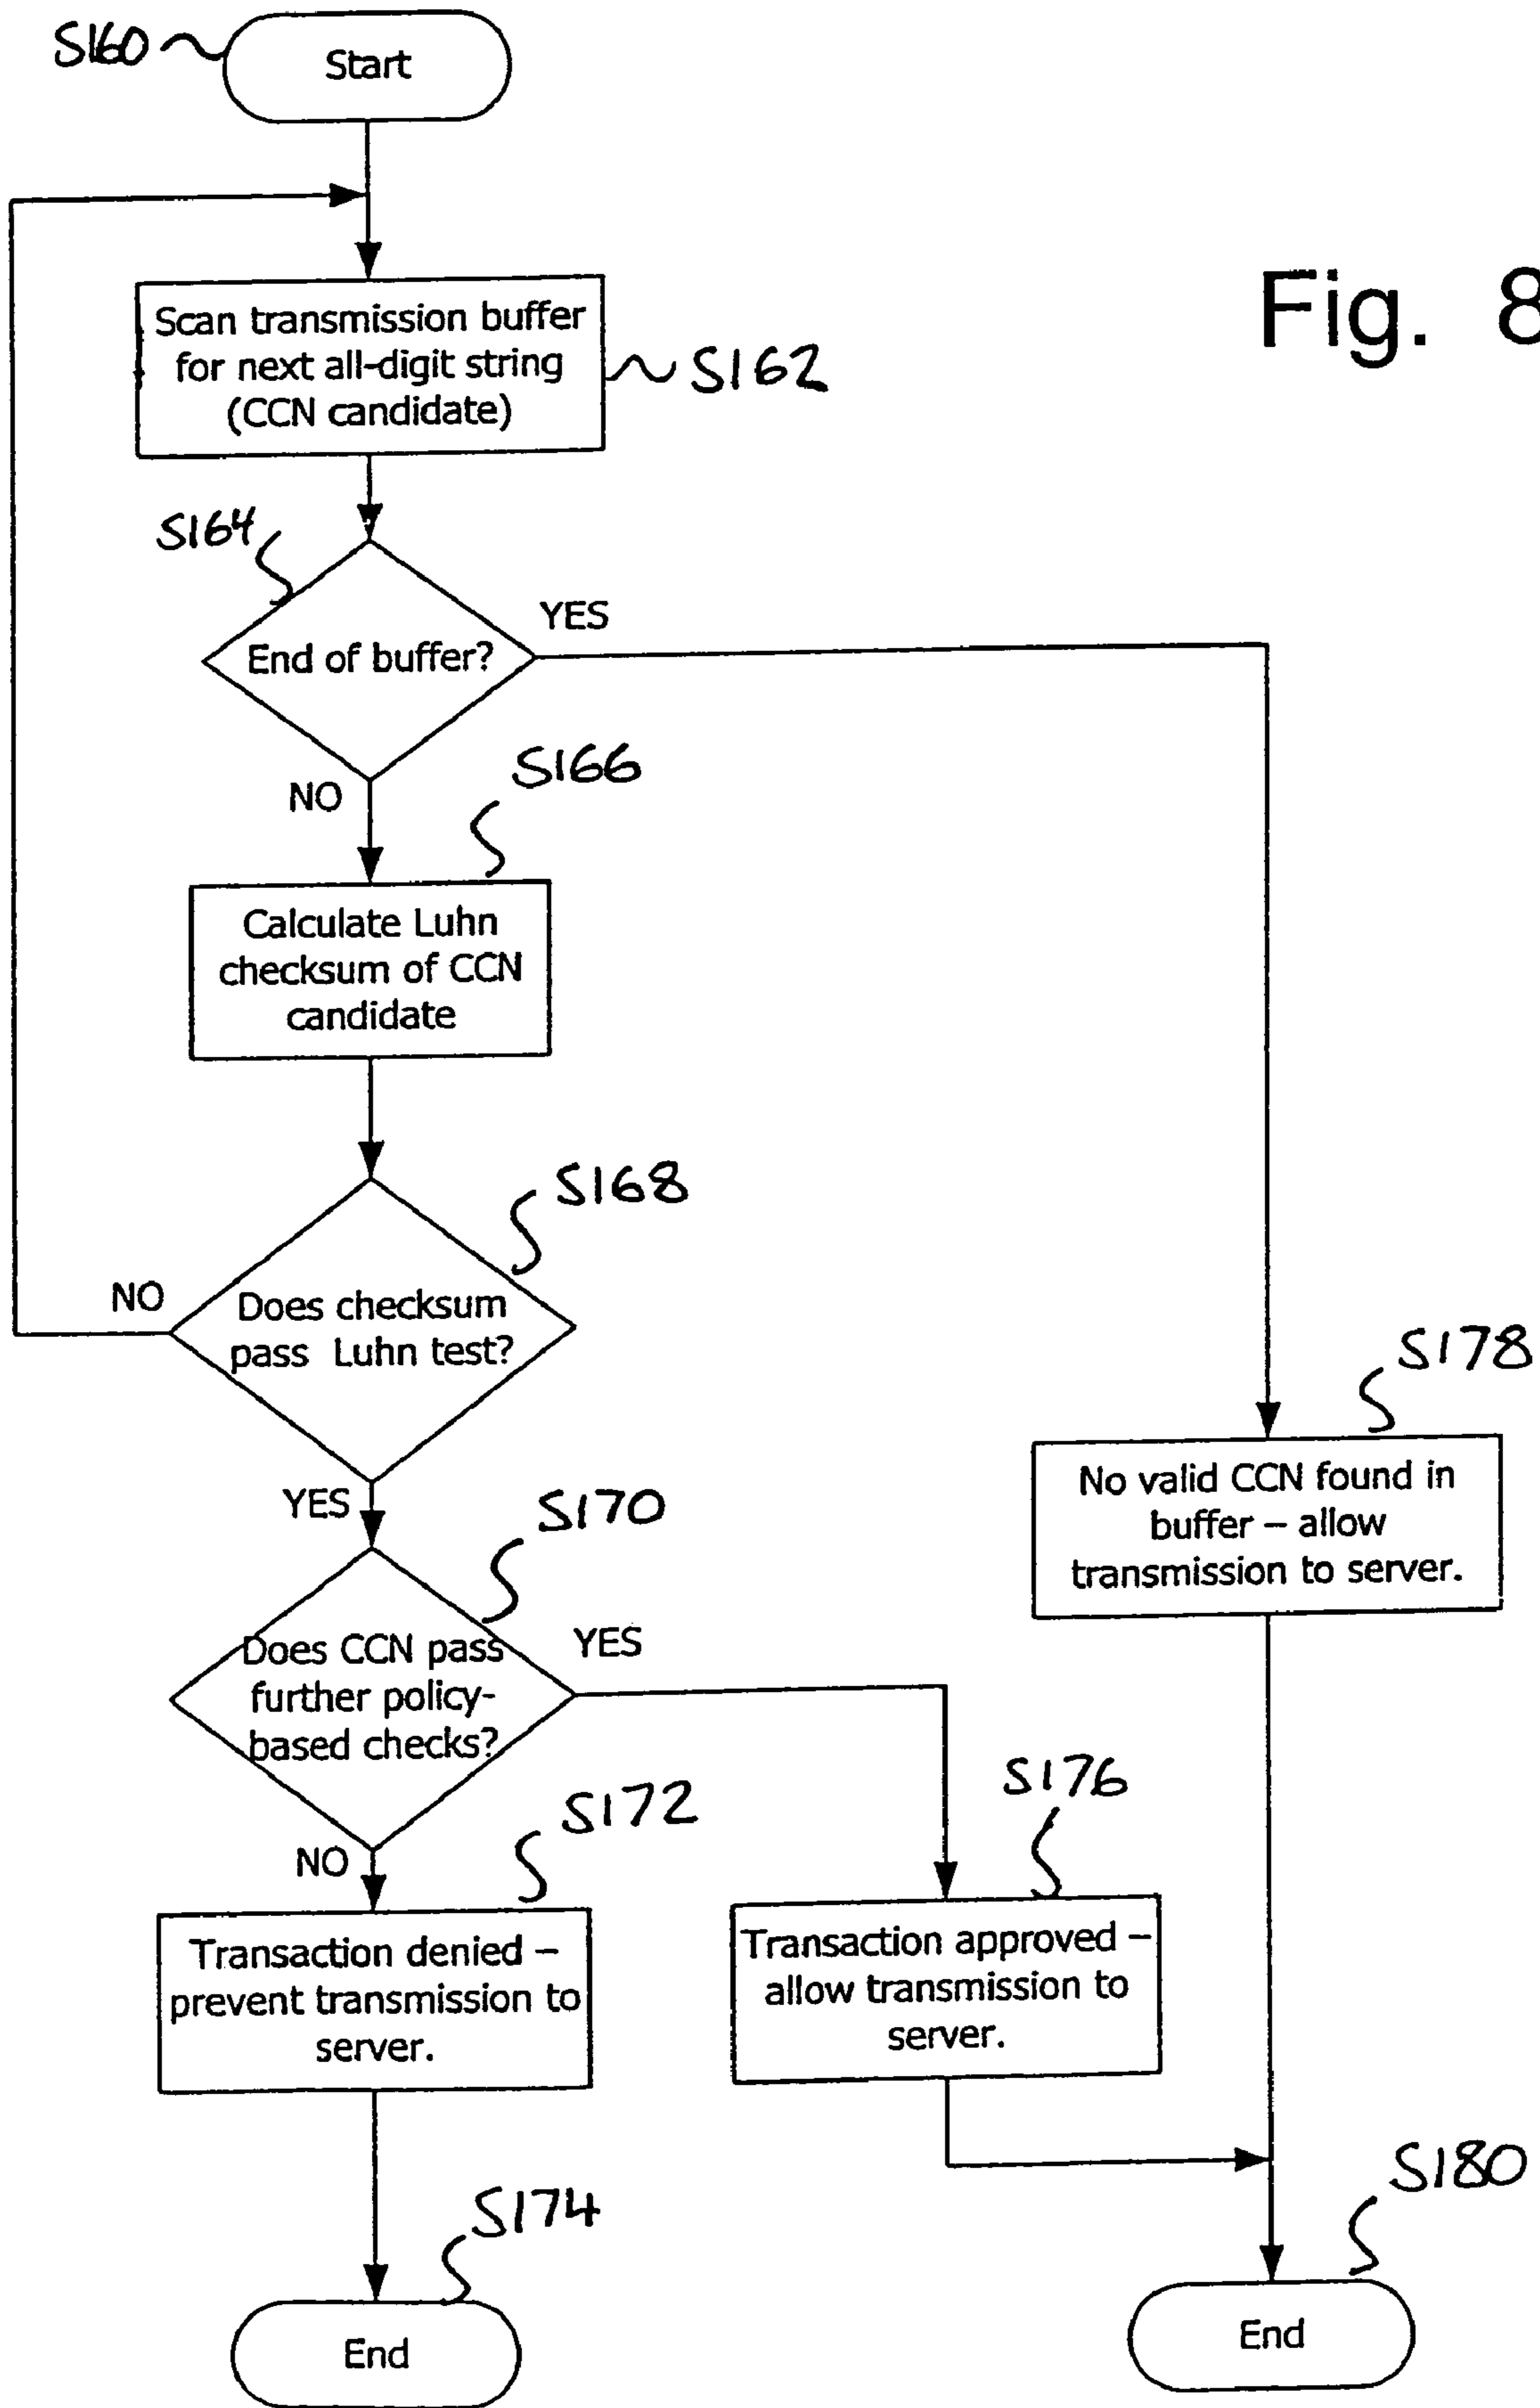 S160
Start
Fig. 8
Scan transmission buffer
for next all-digit string
(CCN candidate)
S162
S164
End of buffer?
YES
NO
S166
Calculate Luhn
checksum of CCN
candidate
S168
Does checksum
pass Luhn test?
NO
YES
S170
Does CCN pass
further policy-
based checks?
YES
NO
S172
Transaction denied –
prevent transmission to
server.
S176
Transaction approved –
allow transmission to
server.
S178
No valid CCN found in
buffer – allow
transmission to server.
S174
End
S180
End